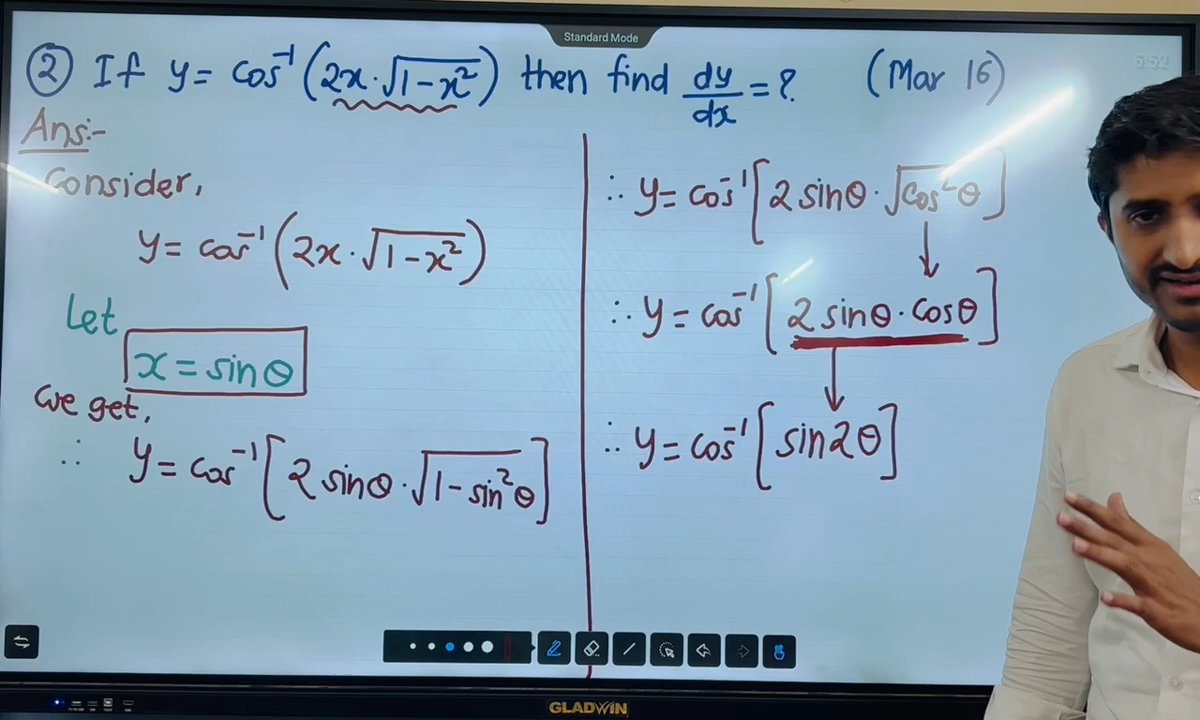 Standard Mode
5:52
② If y = cos⁻¹(2x·√(1-x²)) then find dy/dx = ? (Mar 16)
Ans:-
Consider,
y = cos⁻¹(2x·√(1-x²))
Let
x = sinθ
we get,
∴ y = cos⁻¹[2 sinθ·√(1-sin²θ)]
∴ y = cos⁻¹[2 sinθ·√(cos²θ)]
∴ y = cos⁻¹[2 sinθ·cosθ]
∴ y = cos⁻¹[sin2θ]
GLADWIN